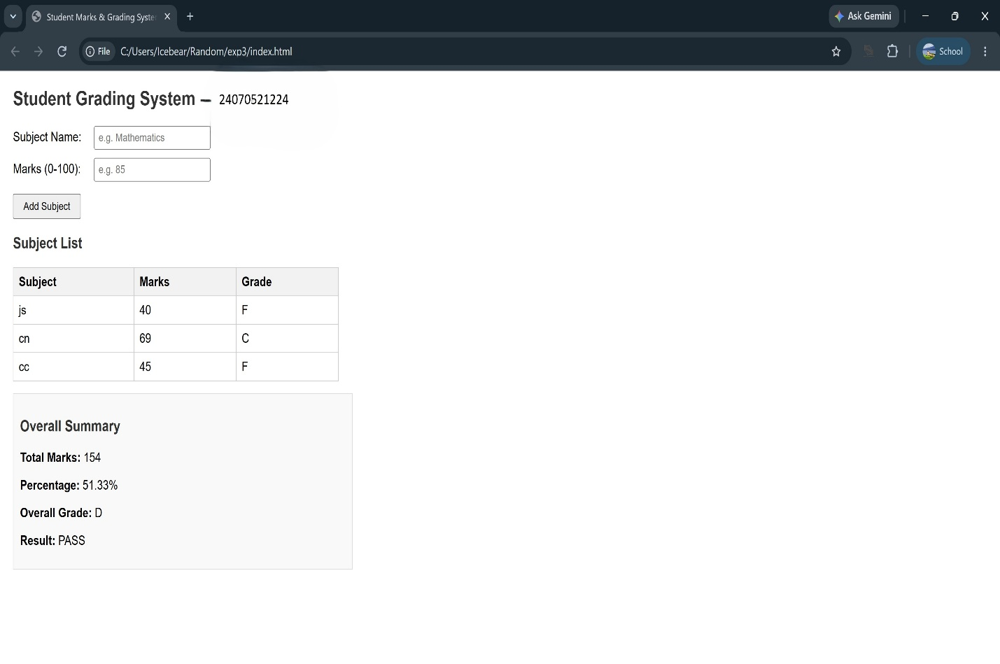 Student Marks & Grading Syste
Ask Gemini
File C:/Users/Icebear/Random/exp3/index.html
School
Student Grading System – 24070521224
Subject Name: e.g. Mathematics
Marks (0-100): e.g. 85
Add Subject
Subject List
Subject Marks Grade
js 40 F
cn 69 C
cc 45 F
Overall Summary
Total Marks: 154
Percentage: 51.33%
Overall Grade: D
Result: PASS